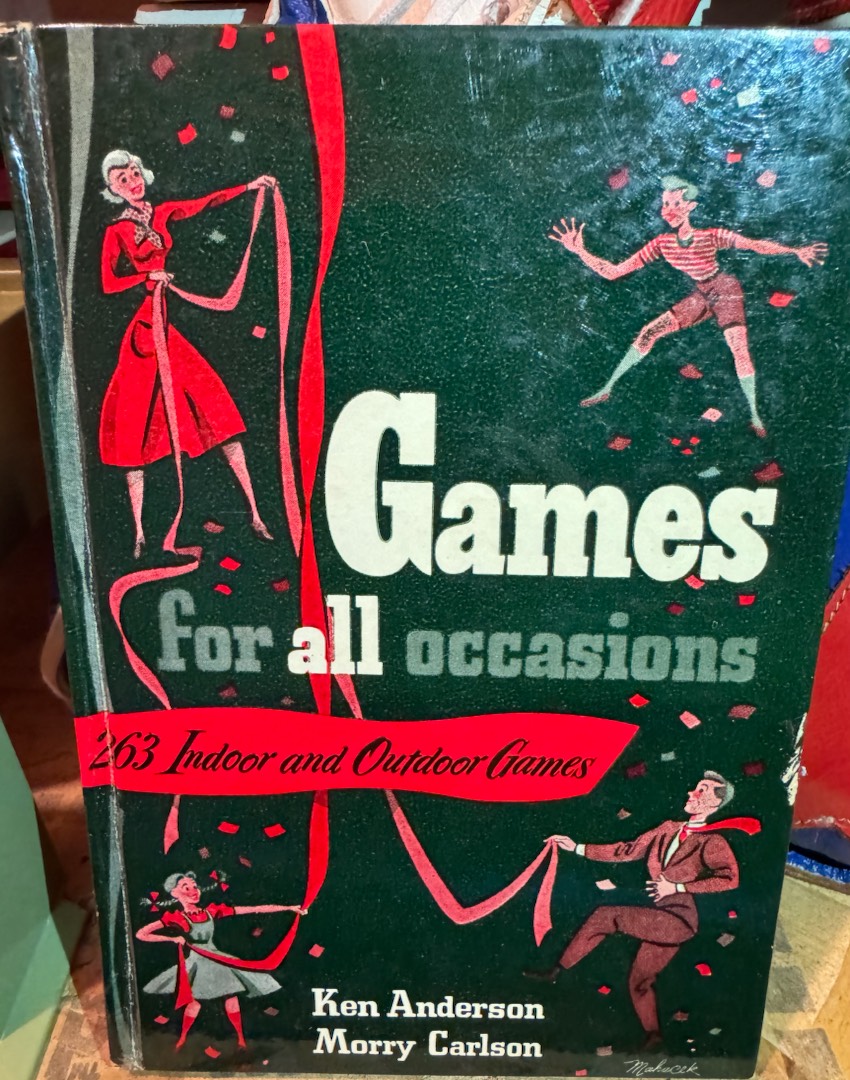 Games
for all occasions
263 Indoor and Outdoor Games
Ken Anderson
Morry Carlson